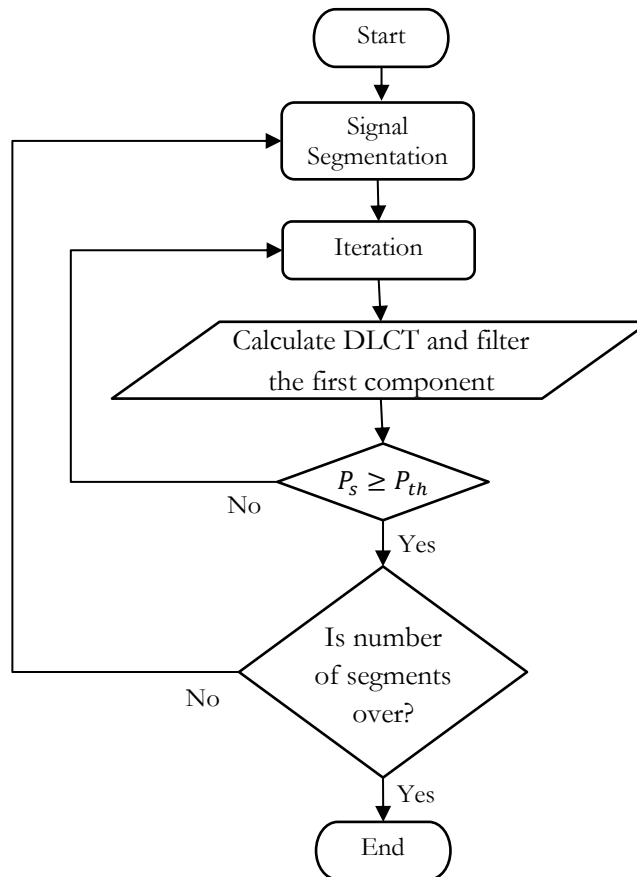 Start
Signal
Segmentation
Iteration
Calculate DLCT and filter
the first component
P_s ≥ P_th
No
Yes
Is number
of segments
over?
No
Yes
End